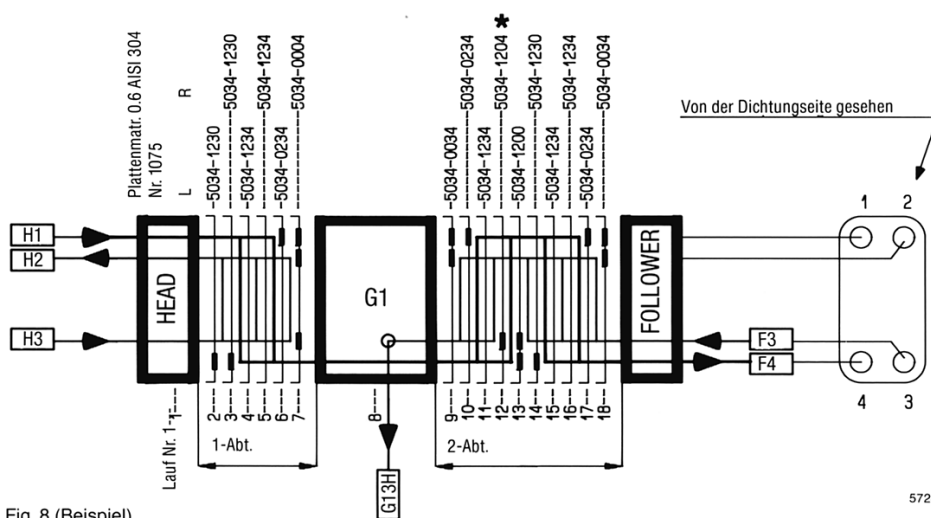 Plattenmatr. 0.6 AISI 304
Nr. 1075
L
R
5034-1230
5034-1230
5034-1234
5034-1234
5034-0234
5034-0004
5034-0034
5034-0234
5034-1234
5034-1204
*
5034-1200
5034-1230
5034-1234
5034-1234
5034-0234
5034-0034
Von der Dichtungseite gesehen
1
2
H1
H2
H3
HEAD
G1
FOLLOWER
F3
F4
4
3
Lauf Nr. 1
1
2
3
4
5
6
7
8
9
10
11
12
13
14
15
16
17
18
1-Abt.
2-Abt.
G13H
Fig. 8 (Beispiel)
572